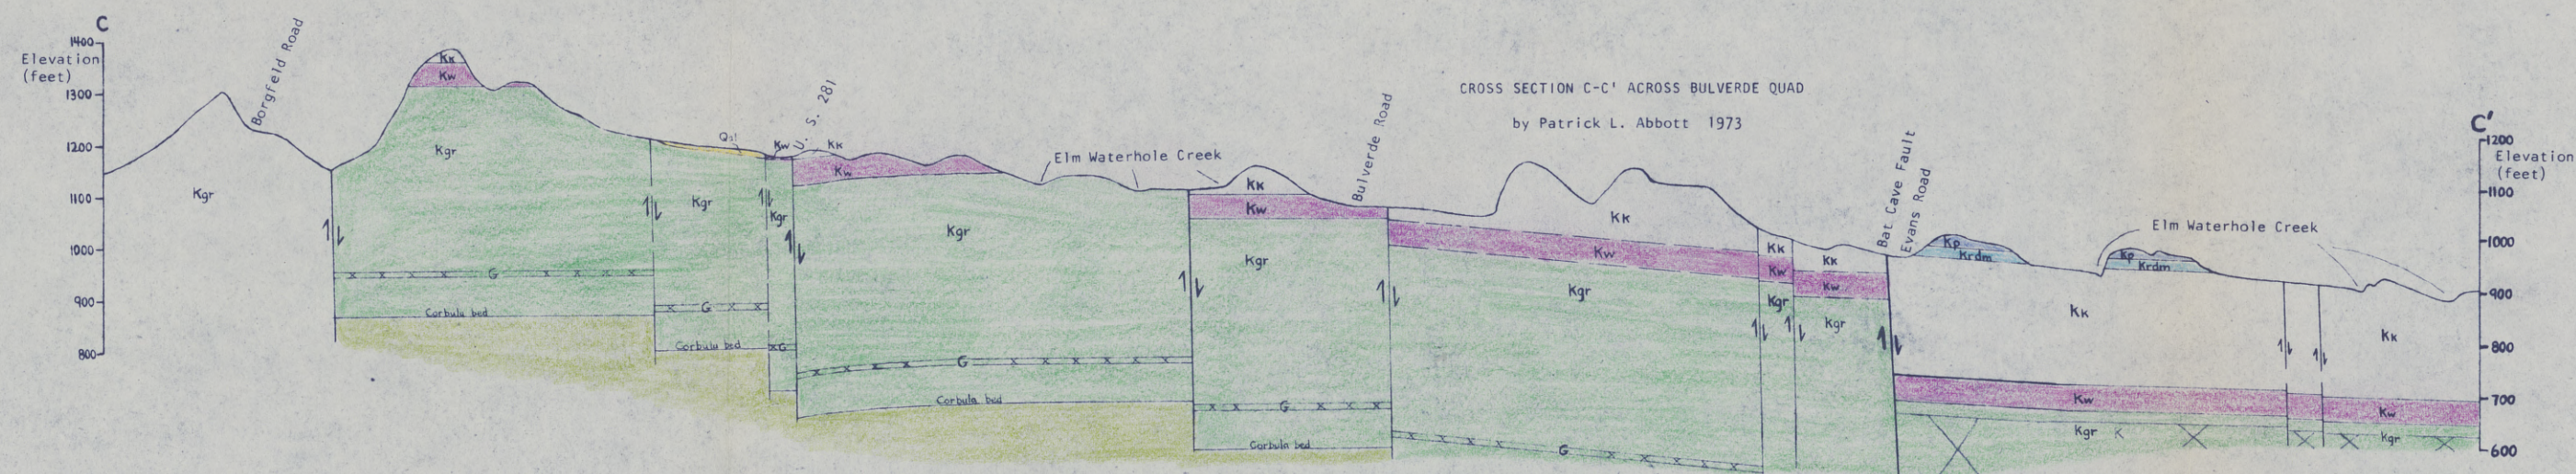 C
Elevation
(feet)
1400
1300
1200
1100
1000
900
800
Borgfeld Road
Kk
Kw
Kgr
Kgr
G
Corbula bed
Qal
Kgr
G
Corbula bed
Kw
U. S. 281
Kk
Kw
Kgr
xG
Kgr
G
Corbula bed
Elm Waterhole Creek
Kk
Kw
Kgr
G
Corbula bed
Bulverde Road
CROSS SECTION C-C' ACROSS BULVERDE QUAD
by Patrick L. Abbott 1973
Kk
Kw
Kgr
G
Kk
Kw
Kgr
Kk
Kw
Kgr
Bat Cave Fault
Evans Road
Kp
Krdm
Kk
Kw
Kgr K
Kp
Krdm
Elm Waterhole Creek
Kk
Kw
Kgr
C'
1200
Elevation
(feet)
1100
1000
900
800
700
600